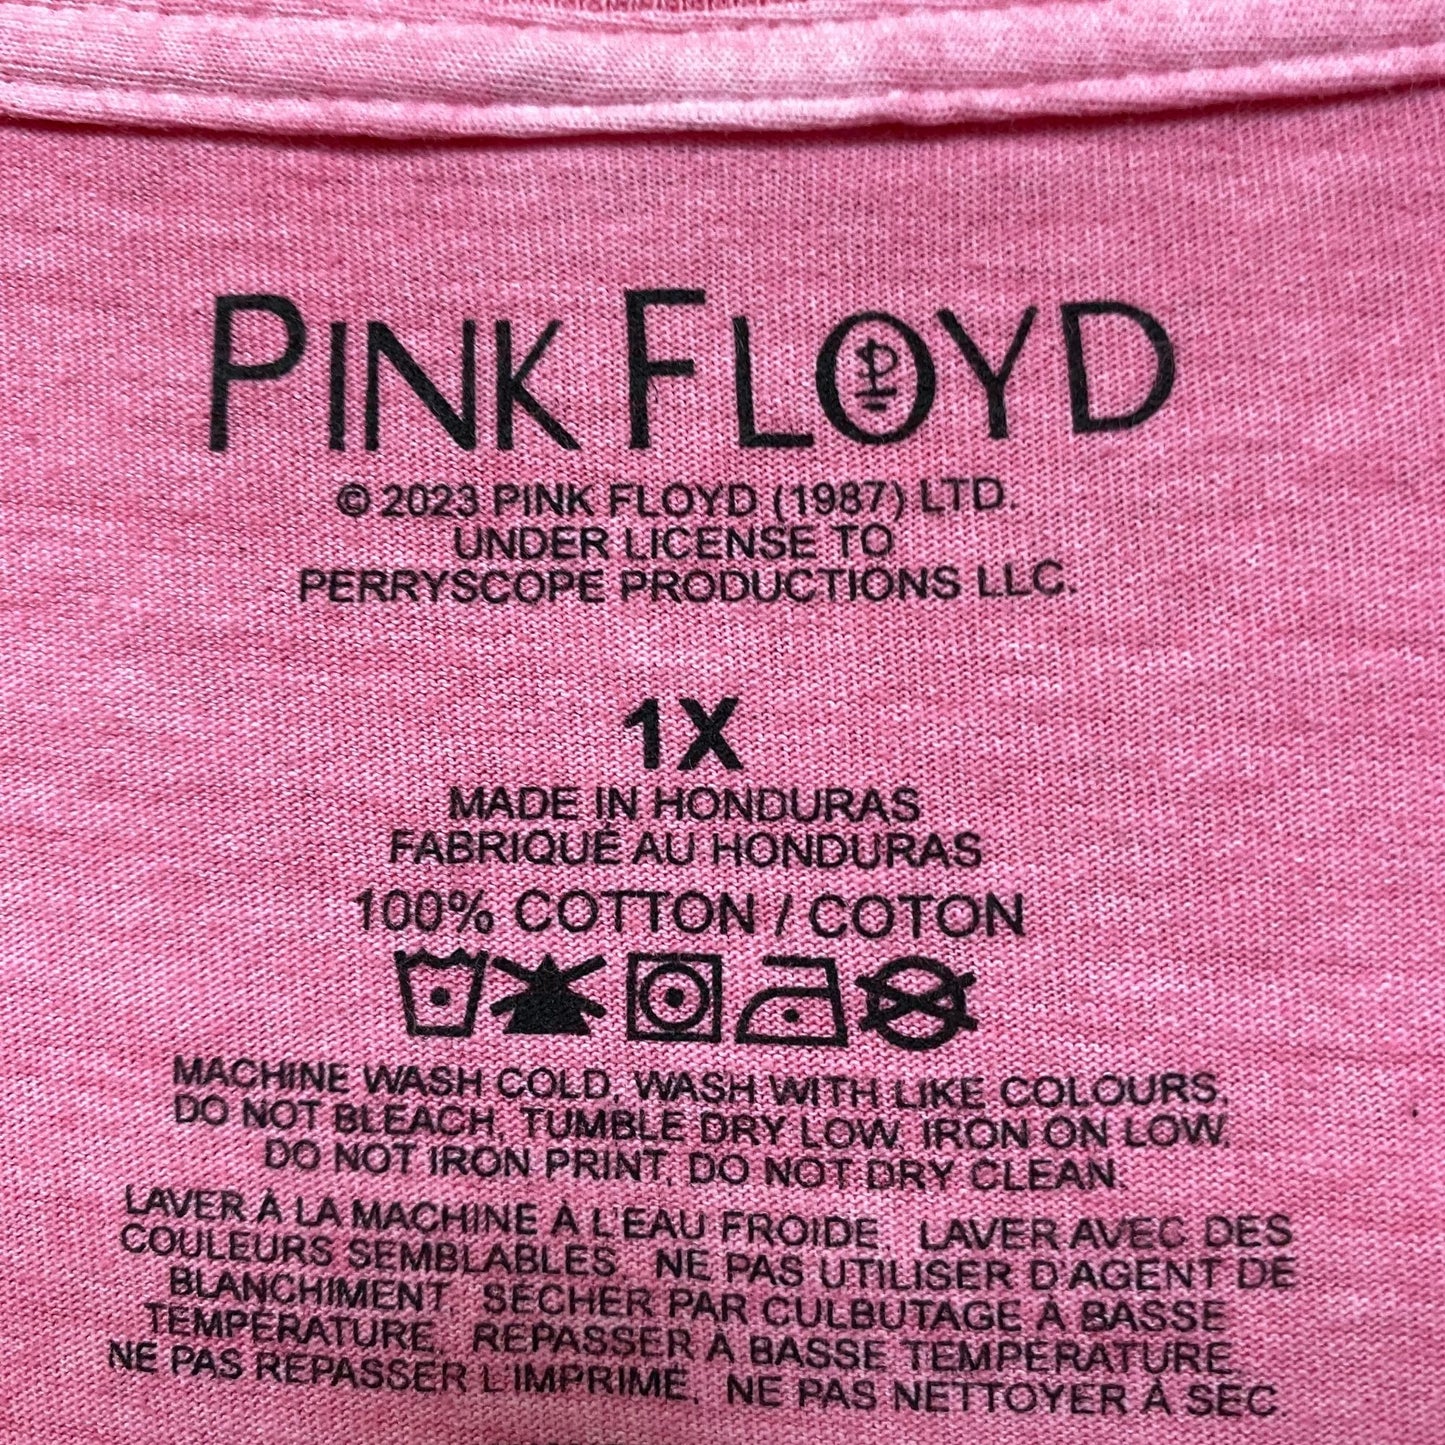 PINK FLOYD
© 2023 PINK FLOYD (1987) LTD.
UNDER LICENSE TO
PERRYSCOPE PRODUCTIONS LLC.
1X
MADE IN HONDURAS
FABRIQUÉ AU HONDURAS
100% COTTON / COTON
MACHINE WASH COLD, WASH WITH LIKE COLOURS.
DO NOT BLEACH, TUMBLE DRY LOW. IRON ON LOW.
DO NOT IRON PRINT, DO NOT DRY CLEAN.
LAVER À LA MACHINE À L'EAU FROIDE, LAVER AVEC DES
COULEURS SEMBLABLES. NE PAS UTILISER D'AGENT DE
BLANCHIMENT, SÉCHER PAR CULBUTAGE À BASSE
TEMPÉRATURE, REPASSER À BASSE TEMPÉRATURE,
NE PAS REPASSER L'IMPRIMÉ, NE PAS NETTOYER À SEC.